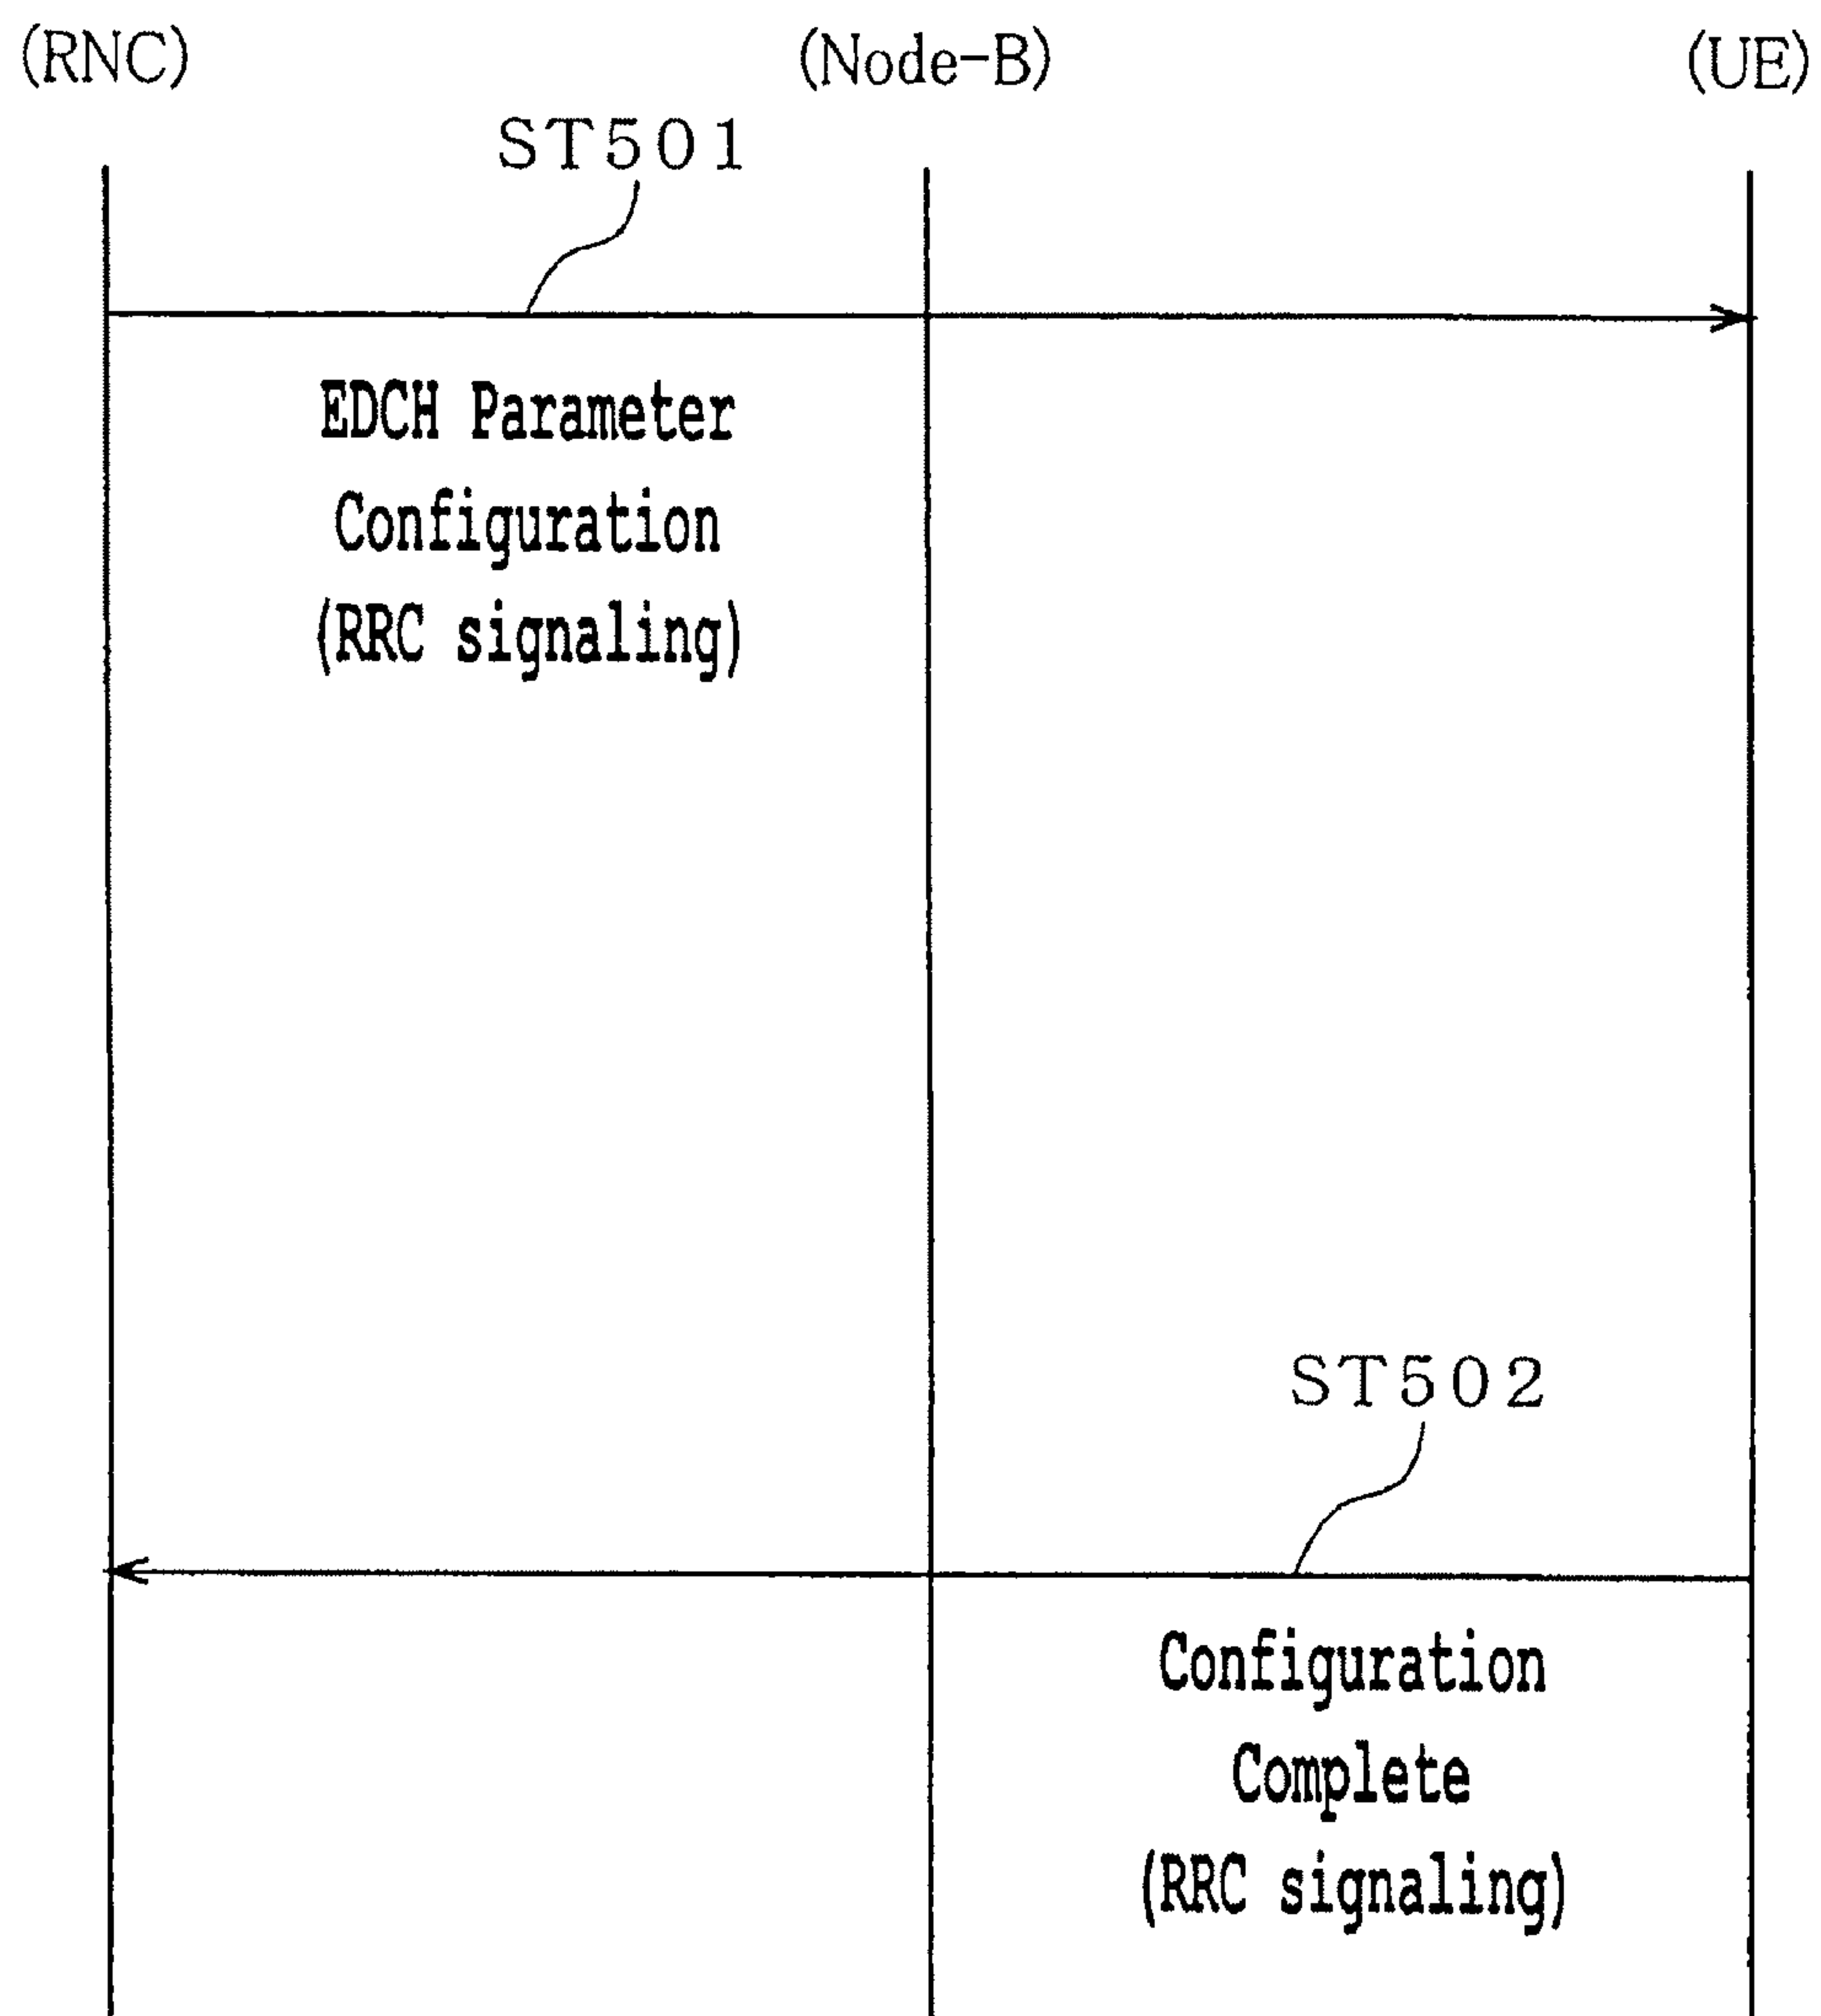 (RNC) (Node-B) (UE)
ST501
EDCH Parameter
Configuration
(RRC signaling)
ST502
Configuration
Complete
(RRC signaling)